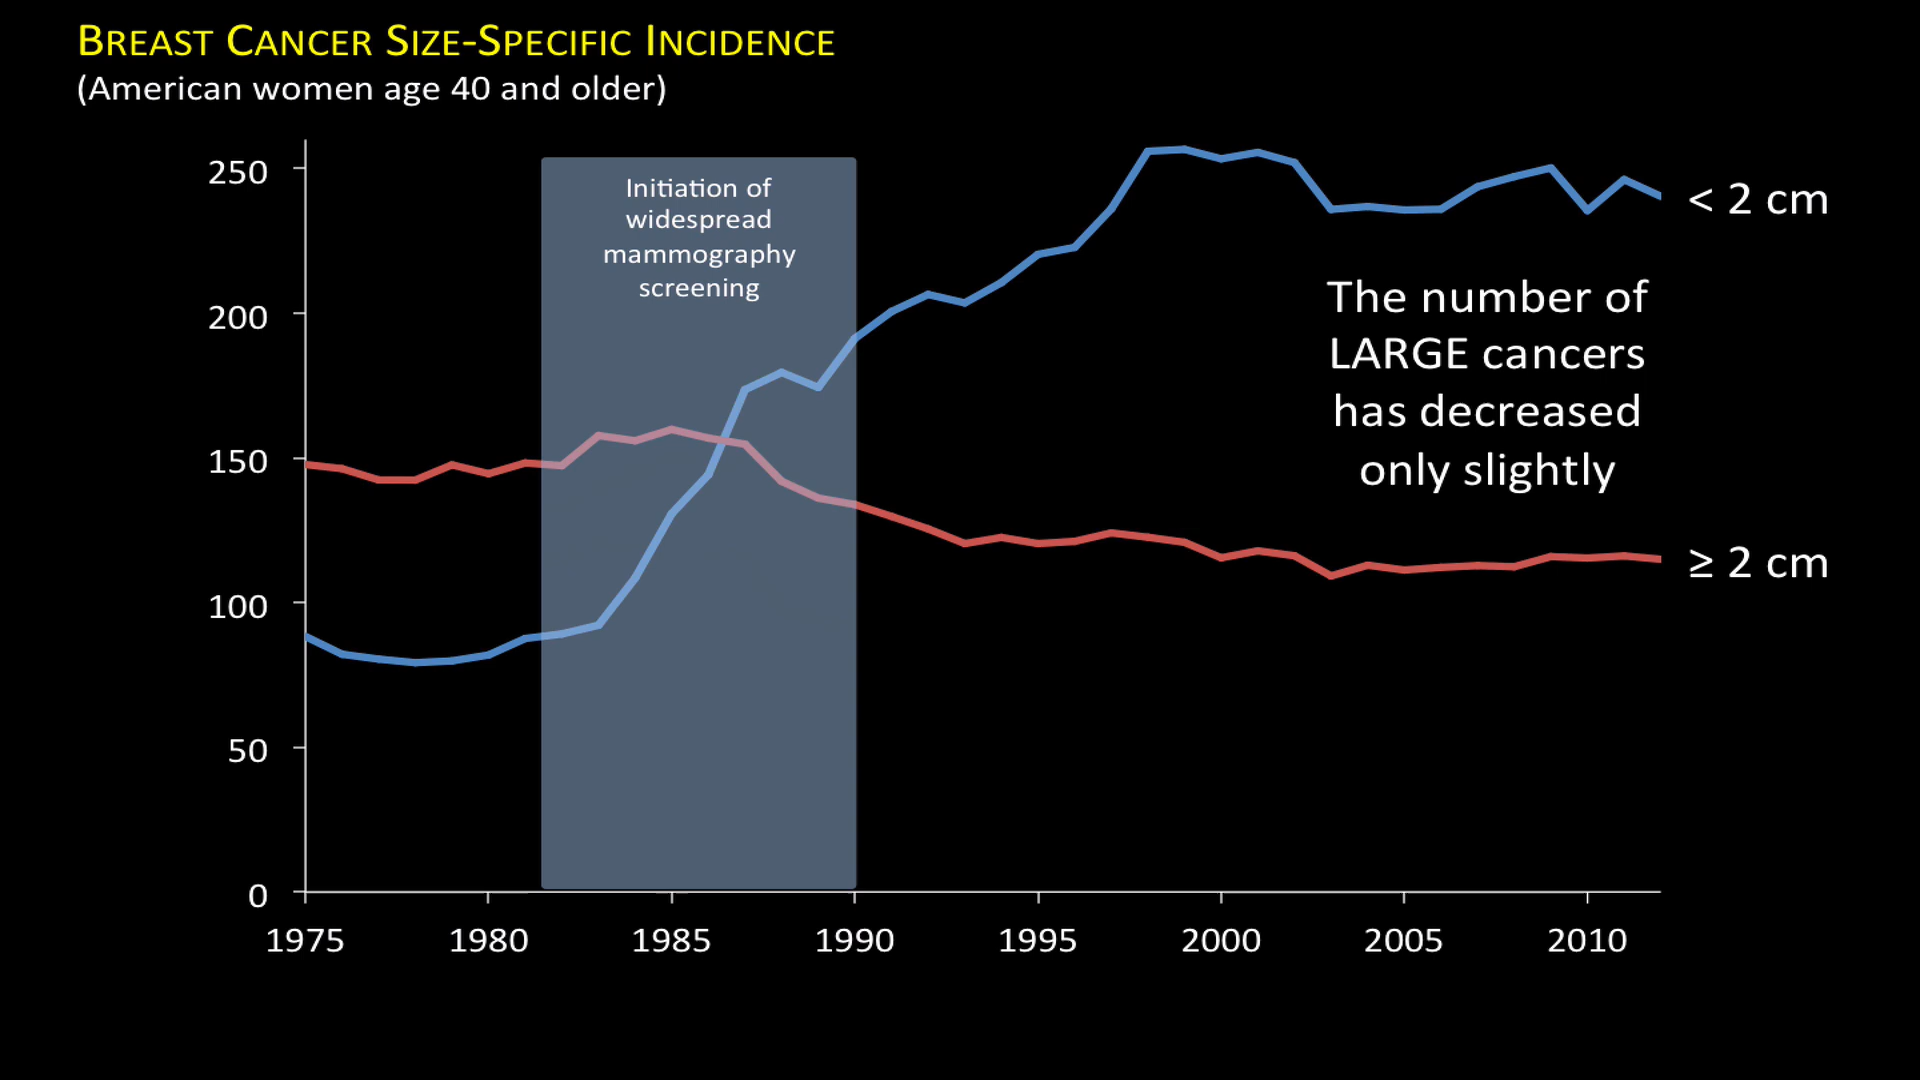 BREAST CANCER SIZE-SPECIFIC INCIDENCE
(American women age 40 and older)
250
200
150
100
50
0
Initiation of
widespread
mammography
screening
< 2 cm
The number of
LARGE cancers
has decreased
only slightly
≥ 2 cm
1975 1980 1985 1990 1995 2000 2005 2010